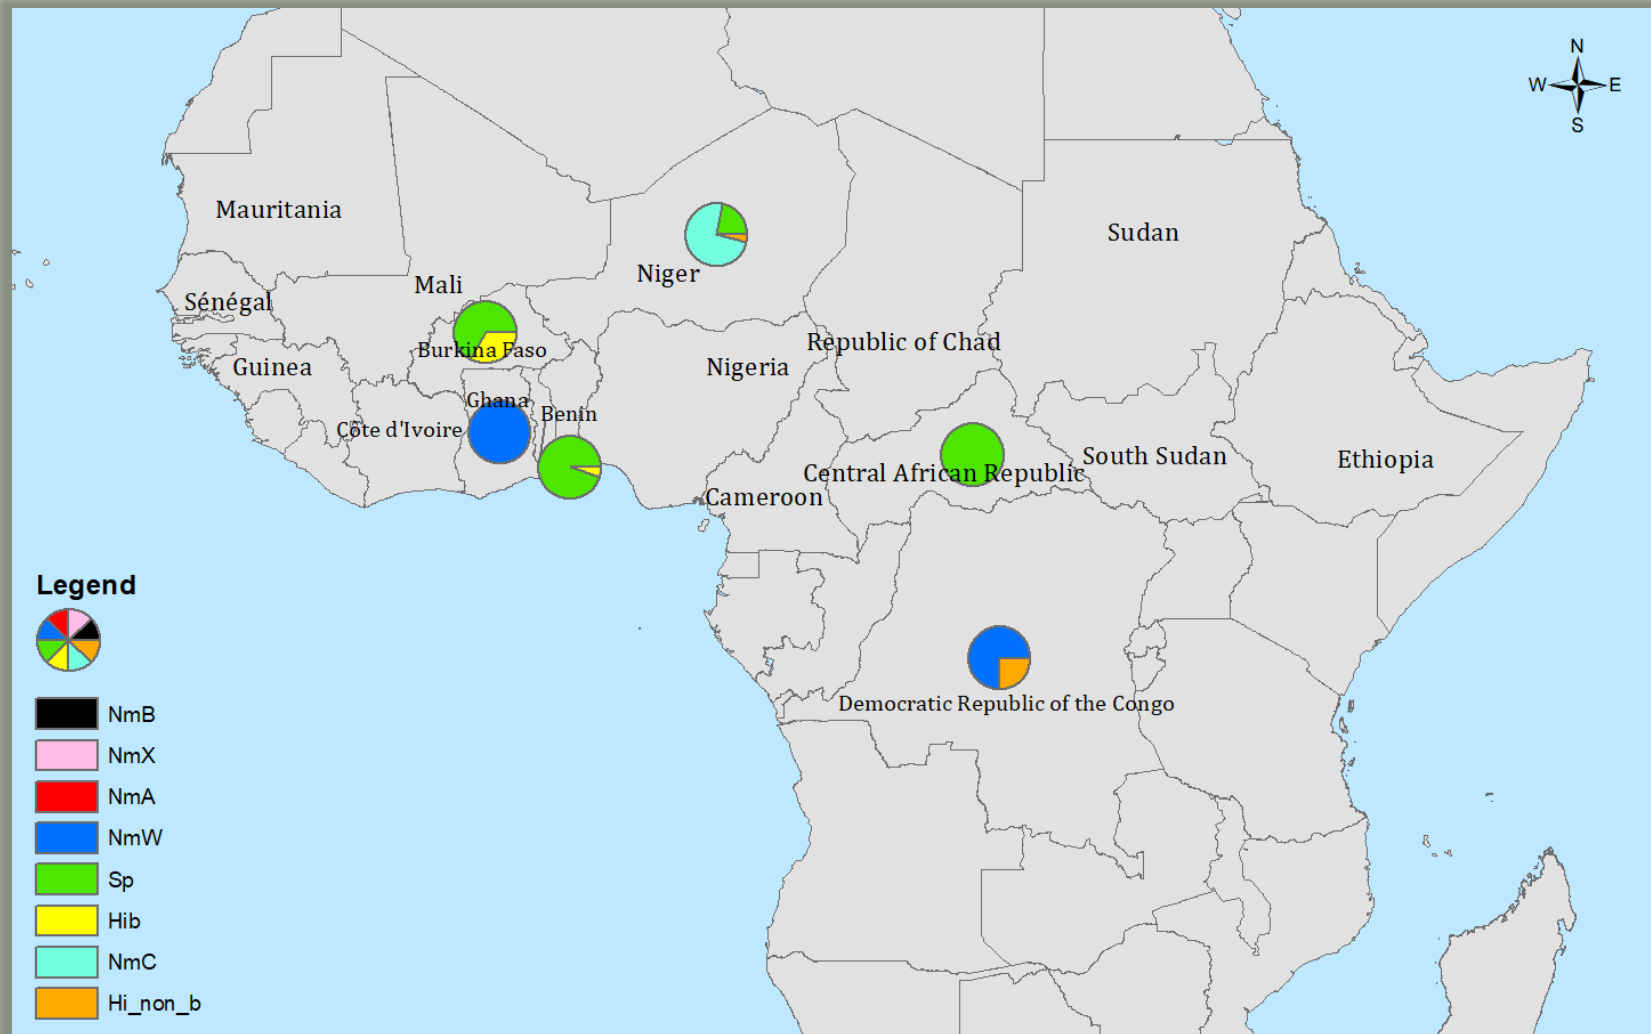 N
W E
S
Mauritania
Sudan
Niger
Mali
Sénégal
Republic of Chad
Burkina Faso
Guinea
Nigeria
Ghana
Benin
Côte d'Ivoire
South Sudan
Ethiopia
Central African Republic
Cameroon
Democratic Republic of the Congo
Legend
NmB
NmX
NmA
NmW
Sp
Hib
NmC
Hi_non_b